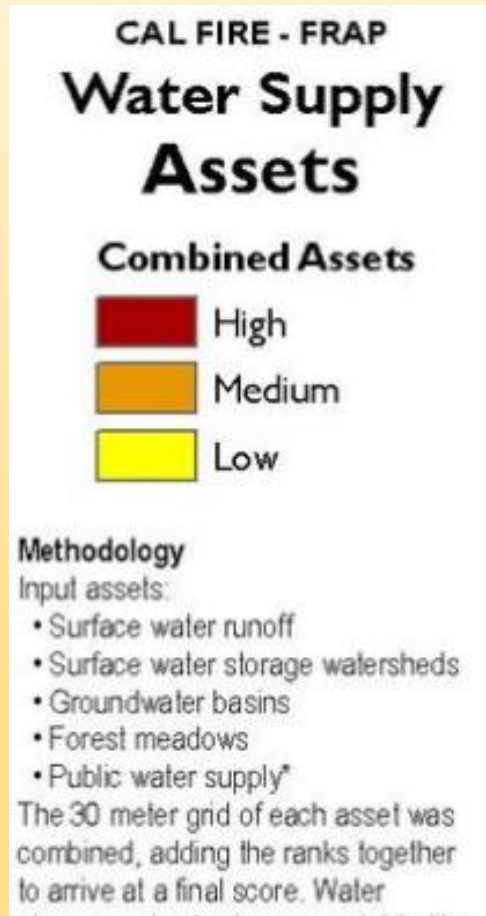 CAL FIRE - FRAP
Water Supply
Assets
Combined Assets
High
Medium
Low
Methodology
Input assets:
• Surface water runoff
• Surface water storage watersheds
• Groundwater basins
• Forest meadows
• Public water supply*
The 30 meter grid of each asset was
combined, adding the ranks together
to arrive at a final score. Water